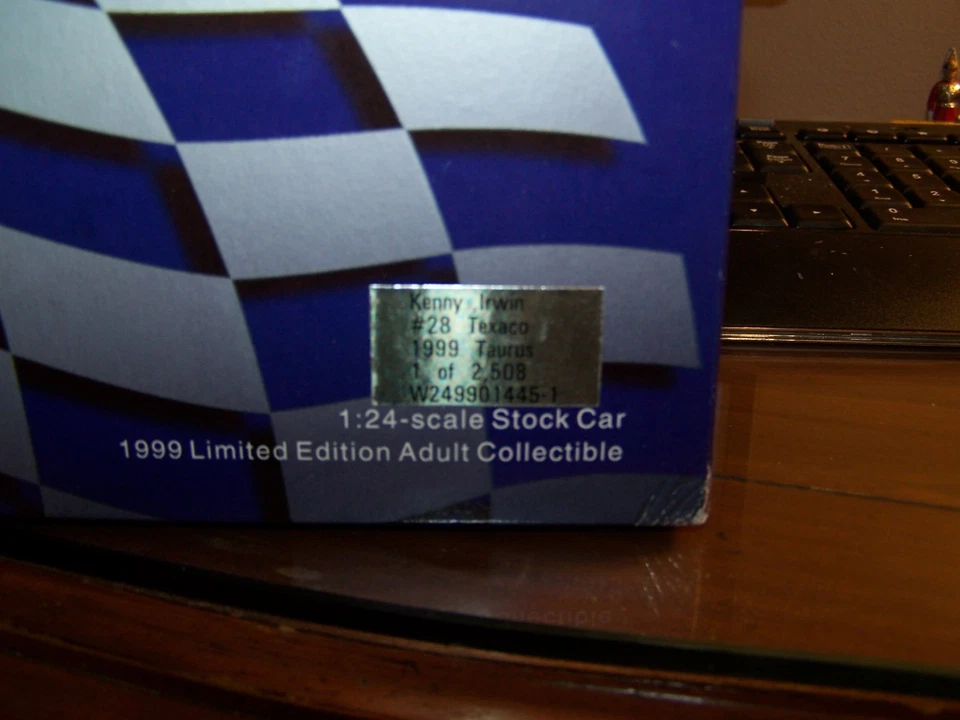 Kenny Irwin
#28 Texaco
1999 Taurus
1 of 2,508
W249901445-1
1:24-scale Stock Car
1999 Limited Edition Adult Collectible